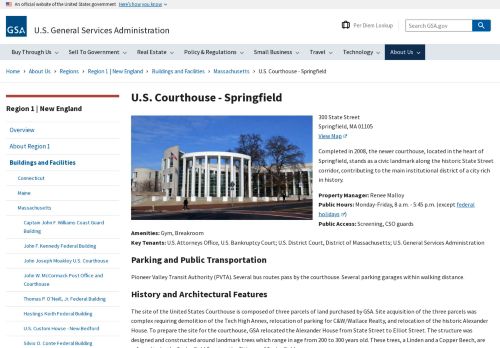 An official website of the United States government Here's how you know
GSA
U.S. General Services Administration
Per Diem Lookup
Search GSA.gov
Buy Through Us
Sell To Government
Real Estate
Policy & Regulations
Small Business
Travel
Technology
About Us
Home > About Us > Regions > Region 1 | New England > Buildings and Facilities > Massachusetts > U.S. Courthouse - Springfield
Region 1 | New England
Overview
About Region 1
Buildings and Facilities
Connecticut
Maine
Massachusetts
Captain John F. Williams Coast Guard
Building
John F. Kennedy Federal Building
John Joseph Moakley U.S. Courthouse
John W. McCormack Post Office and
Courthouse
Thomas P. O'Neill, Jr. Federal Building
Hastings Keith Federal Building
U.S. Custom House - New Bedford
Silvio O. Conte Federal Building
U.S. Courthouse - Springfield
300 State Street
Springfield, MA 01105
View Map
Completed in 2008, the newer courthouse, located in the heart of
Springfield, stands as a civic landmark along the historic State Street
corridor, contributing to the main institutional district of a city rich
in history.
Property Manager: Renee Malloy
Public Hours: Monday-Friday, 8 a.m. - 5:45 p.m. (except federal
holidays)
Public Access: Screening, CSO guards
Amenities: Gym, Breakroom
Key Tenants: U.S. Attorneys Office, U.S. Bankruptcy Court; U.S. District Court, District of Massachusetts; U.S. General Services Administration
Parking and Public Transportation
Pioneer Valley Transit Authority (PVTA). Several bus routes pass by the courthouse. Several parking garages within walking distance.
History and Architectural Features
The site of the United States Courthouse is composed of three parcels of land purchased by GSA. Site acquisition of the three parcels was
complex requiring demolition of the Tech High Annex, relocation of parking for C&W/Wallace Realty, and relocation of the historic Alexander
House. To prepare the site for the courthouse, GSA relocated the Alexander House from State Street to Elliot Street. The structure was
designed and constructed around landmark trees which range in age from 200 to 300 years old. These trees, a Linden and a Copper Beech, are